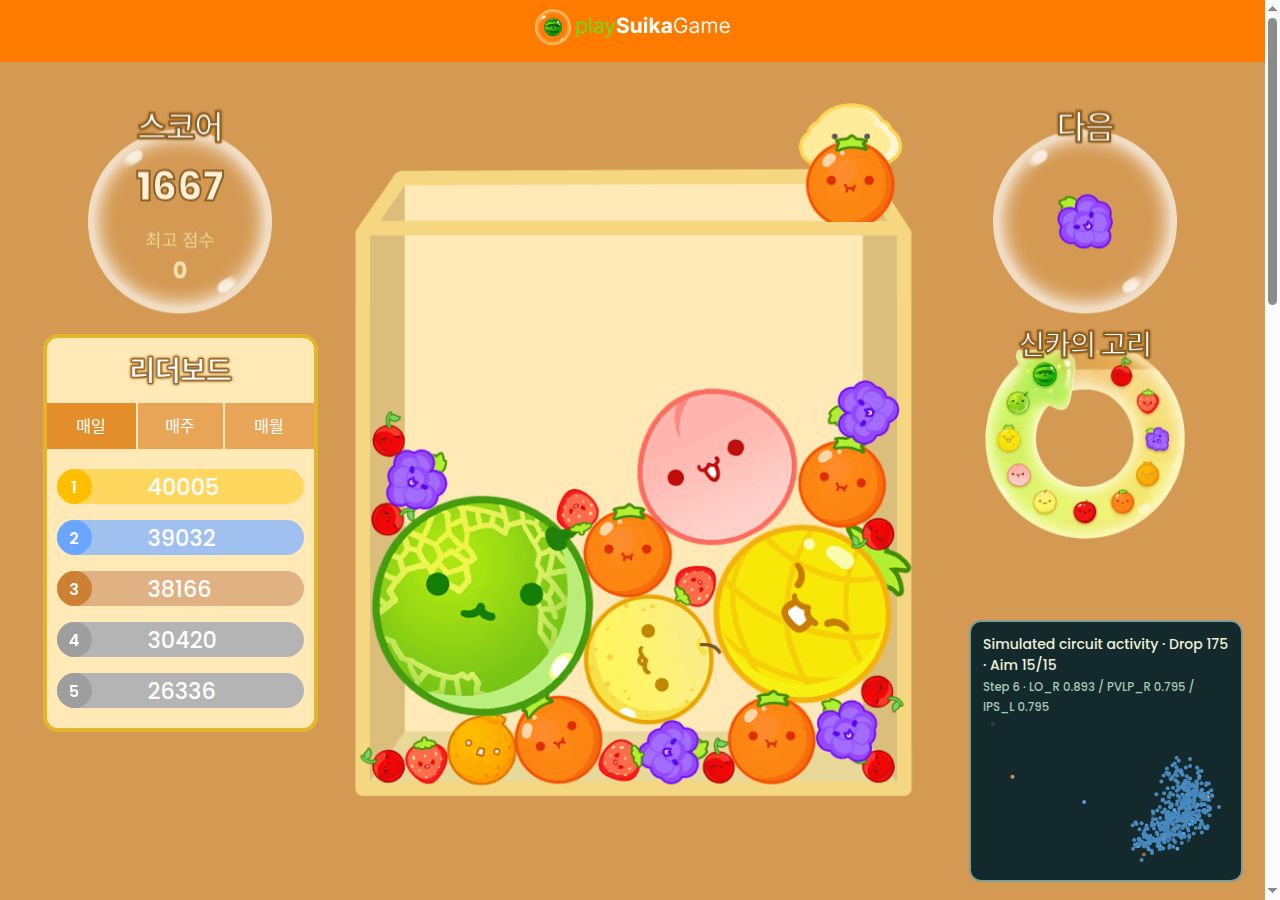 playSuikaGame
스코어
1667
최고 점수
0
다음
신카의 고리
리더보드
매일 매주 매월
1 40005
2 39032
3 38166
4 30420
5 26336
Simulated circuit activity · Drop 175
· Aim 15/15
Step 6 · LO_R 0.893 / PVLP_R 0.795 /
IPS_L 0.795